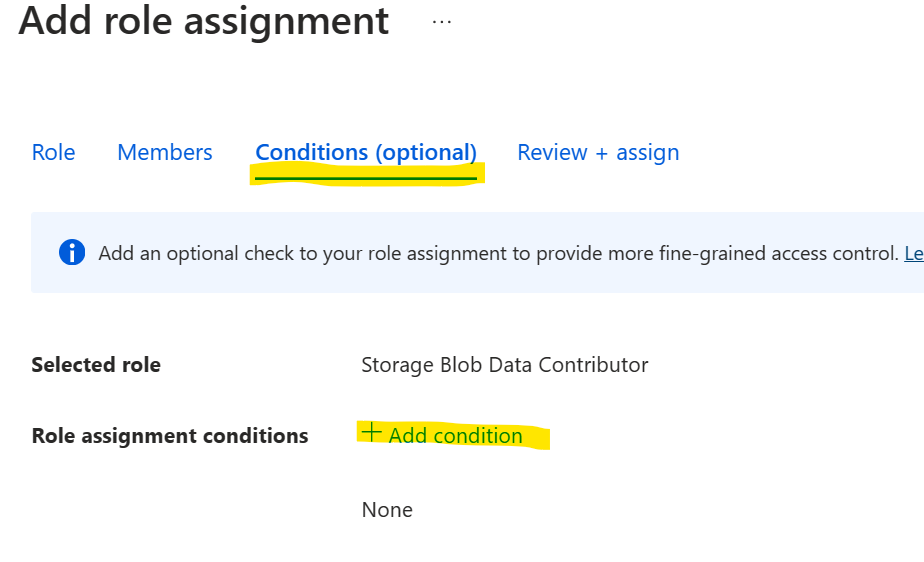 Add role assignment ...
Role Members Conditions (optional) Review + assign
Add an optional check to your role assignment to provide more fine-grained access control. Le
Selected role Storage Blob Data Contributor
Role assignment conditions + Add condition
None